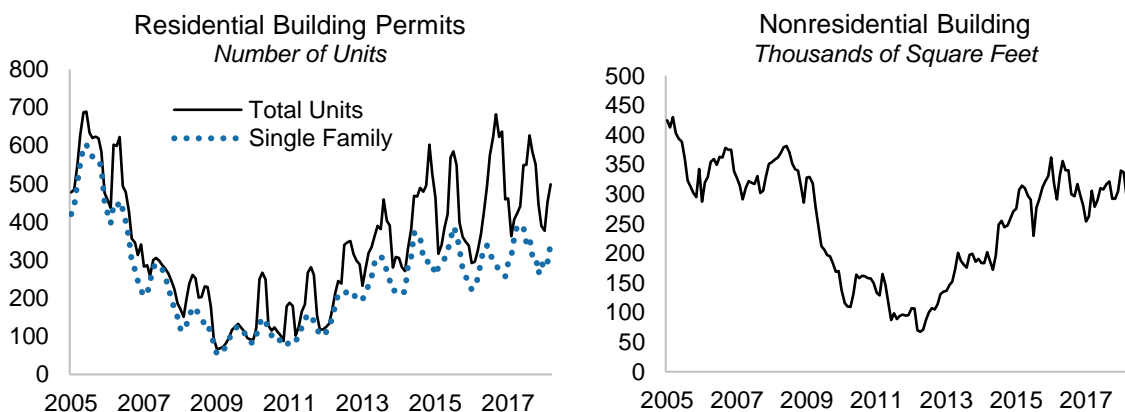 Residential Building Permits
Number of Units
800
700
600
500
400
300
200
100
0
Total Units
Single Family
2005 2007 2009 2011 2013 2015 2017
Nonresidential Building
Thousands of Square Feet
500
450
400
350
300
250
200
150
100
50
0
2005 2007 2009 2011 2013 2015 2017